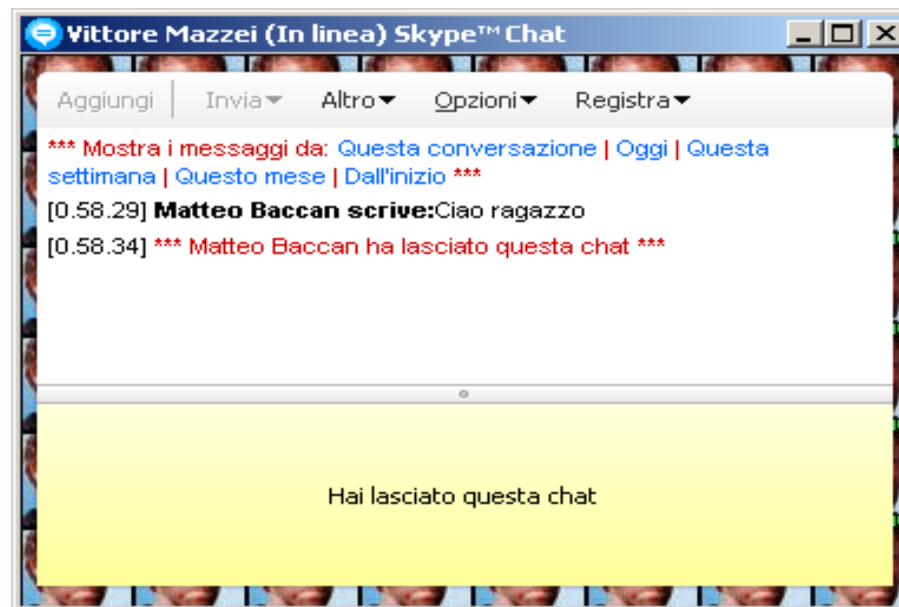 Vittore Mazzei (In linea) Skype™ Chat
Aggiungi Invia Altro Opzioni Registra
*** Mostra i messaggi da: Questa conversazione | Oggi | Questa
settimana | Questo mese | Dall'inizio ***
[0.58.29] Matteo Baccan scrive:Ciao ragazzo
[0.58.34] *** Matteo Baccan ha lasciato questa chat ***
Hai lasciato questa chat